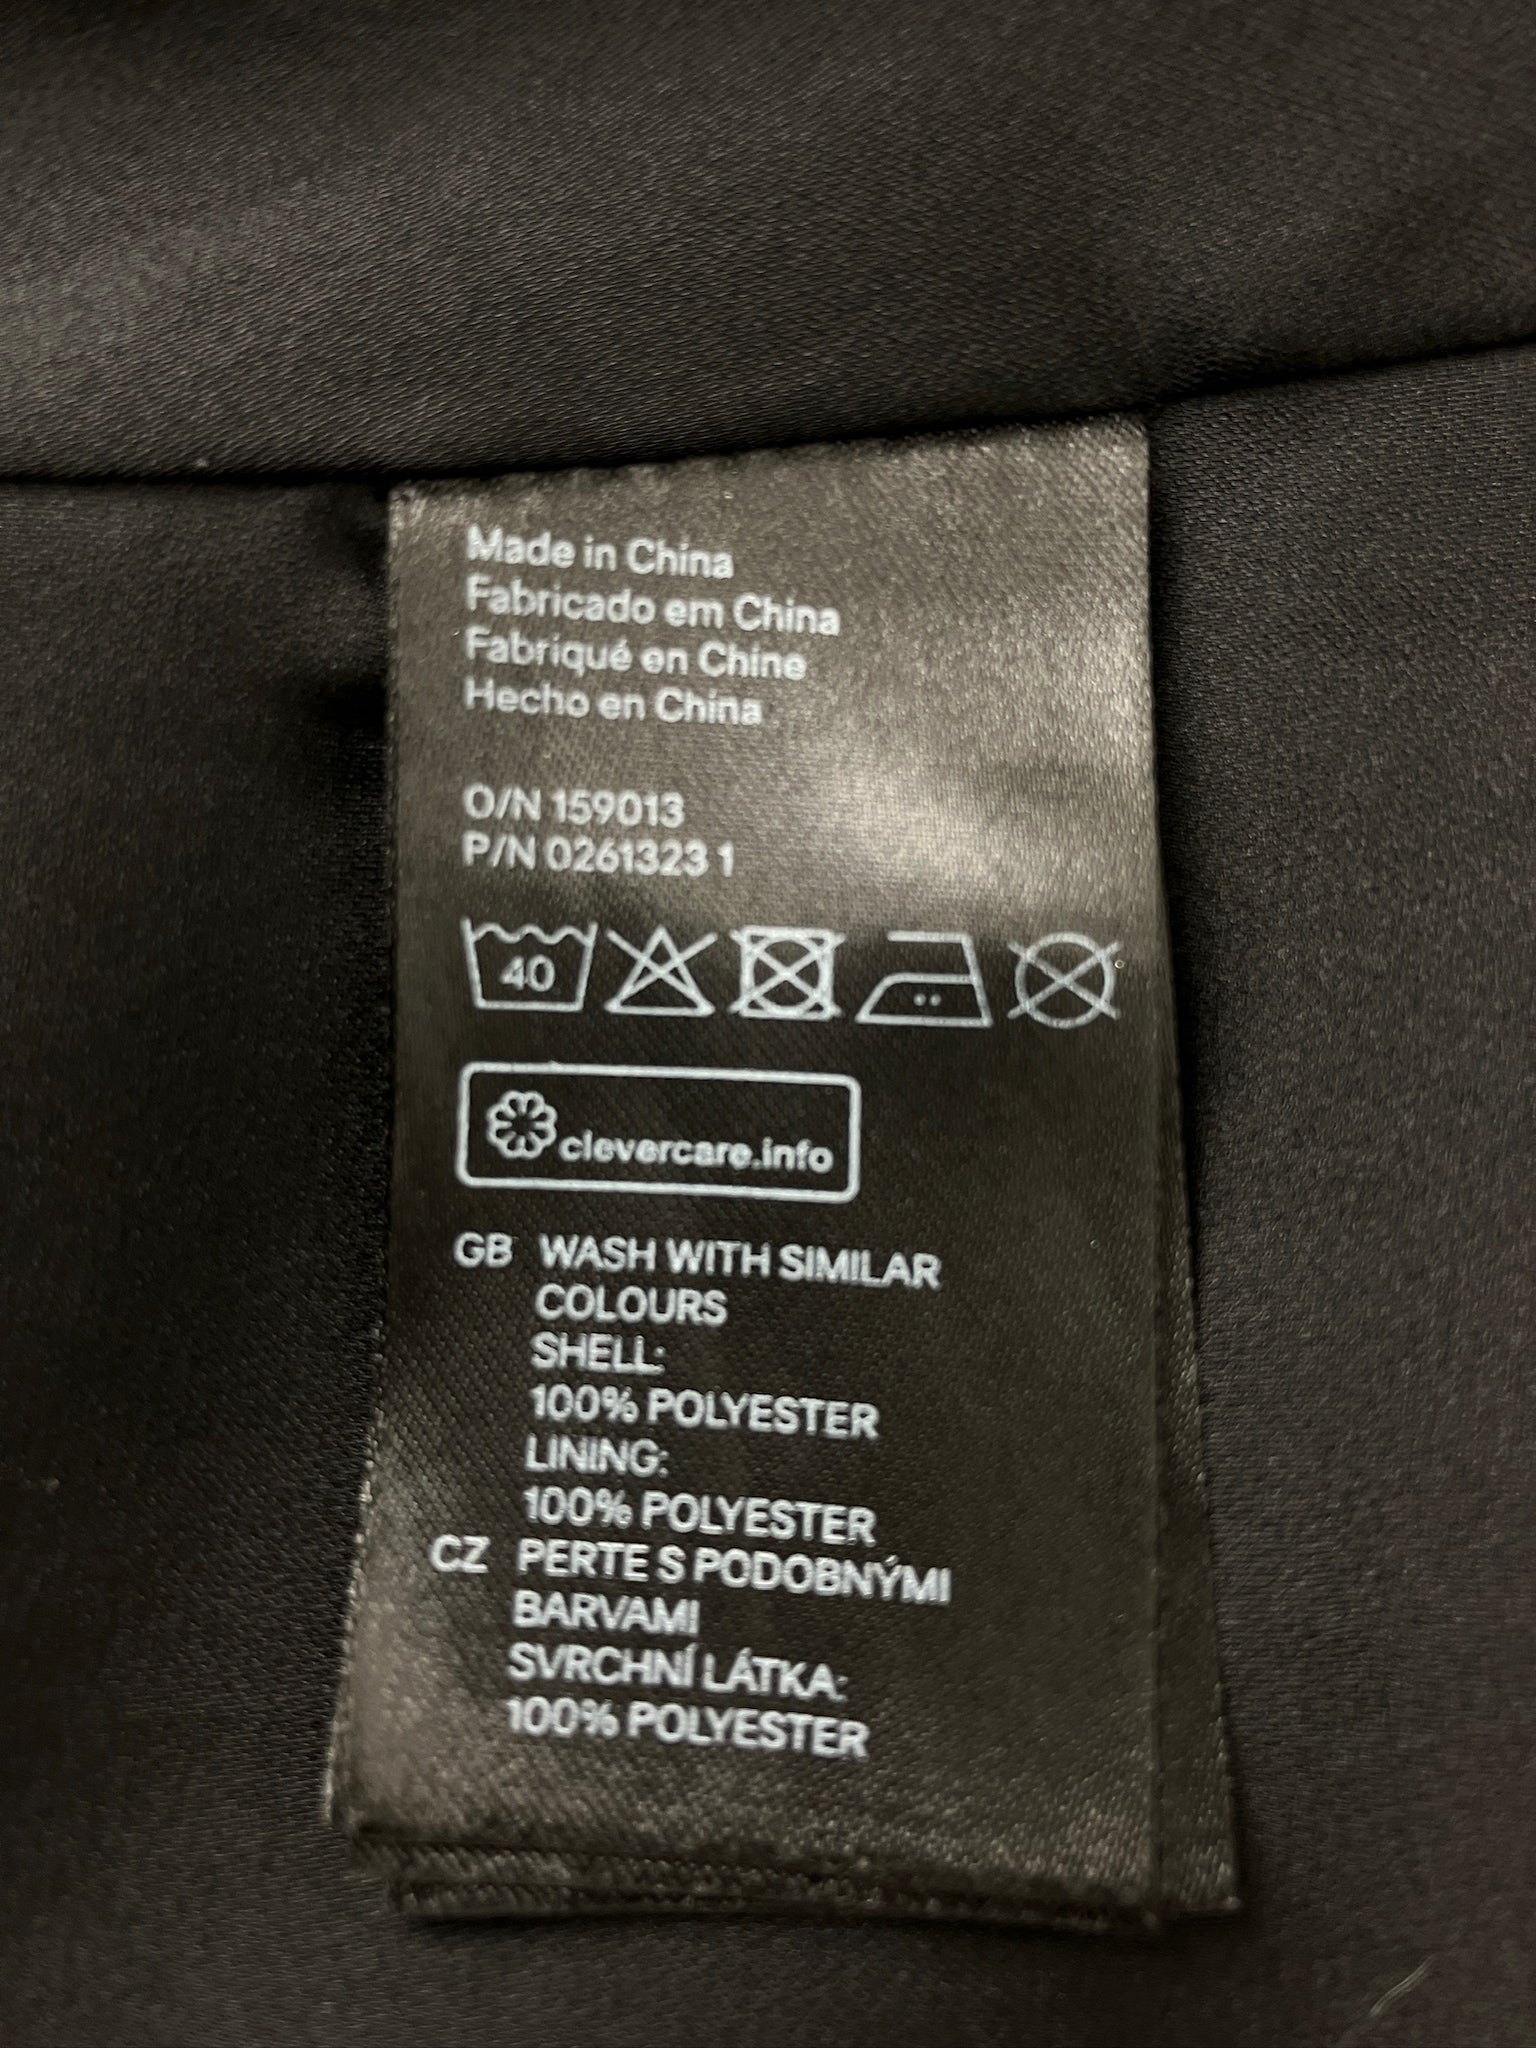 Made in China
Fabricado em China
Fabriqué en Chine
Hecho en China
O/N 159013
P/N 0261323 1
40
clevercare.info
GB WASH WITH SIMILAR
COLOURS
SHELL:
100% POLYESTER
LINING:
100% POLYESTER
CZ PERTE S PODOBNÝMI
BARVAMI
SVRCHNÍ LÁTKA:
100% POLYESTER